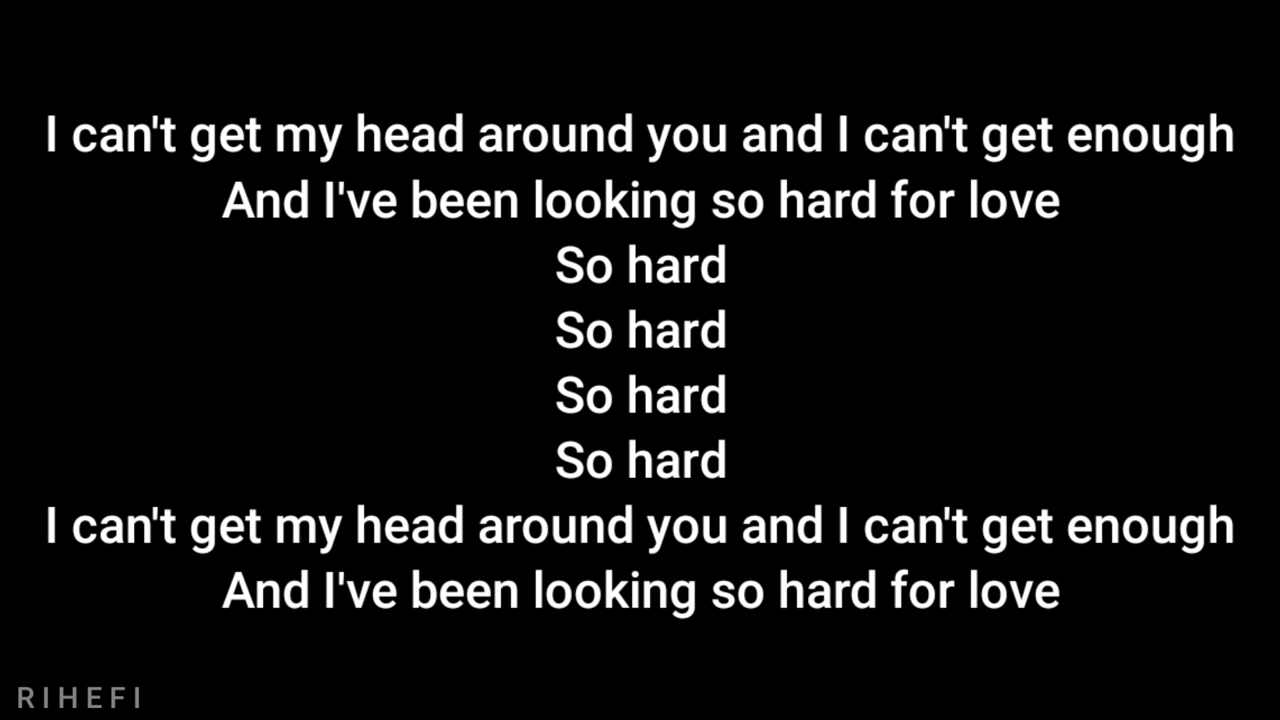 I can't get my head around you and I can't get enough
And I've been looking so hard for love
So hard
So hard
So hard
So hard
I can't get my head around you and I can't get enough
And I've been looking so hard for love
RIHEFI